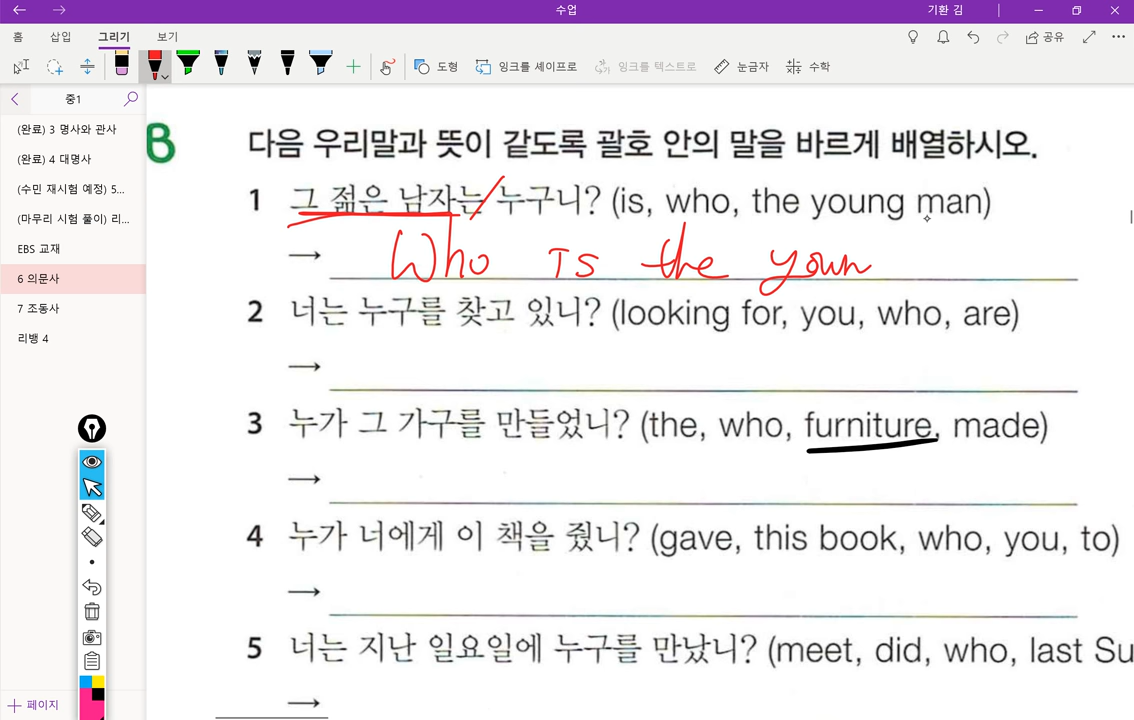 수업
기환 김
홈 삽입 그리기 보기
공유
도형 잉크를 셰이프로 잉크를 텍스트로 눈금자 수학
중1
(완료) 3 명사와 관사
(완료) 4 대명사
(수민 재시험 예정) 5...
(마무리 시험 풀이) 리...
EBS 교재
6 의문사
7 조동사
리뱅 4
페이지
B 다음 우리말과 뜻이 같도록 괄호 안의 말을 바르게 배열하시오.
1 그 젊은 남자는/누구니? (is, who, the young man)
→ Who is the youn
2 너는 누구를 찾고 있니? (looking for, you, who, are)
→
3 누가 그 가구를 만들었니? (the, who, furniture, made)
→
4 누가 너에게 이 책을 줬니? (gave, this book, who, you, to)
→
5 너는 지난 일요일에 누구를 만났니? (meet, did, who, last Su
→